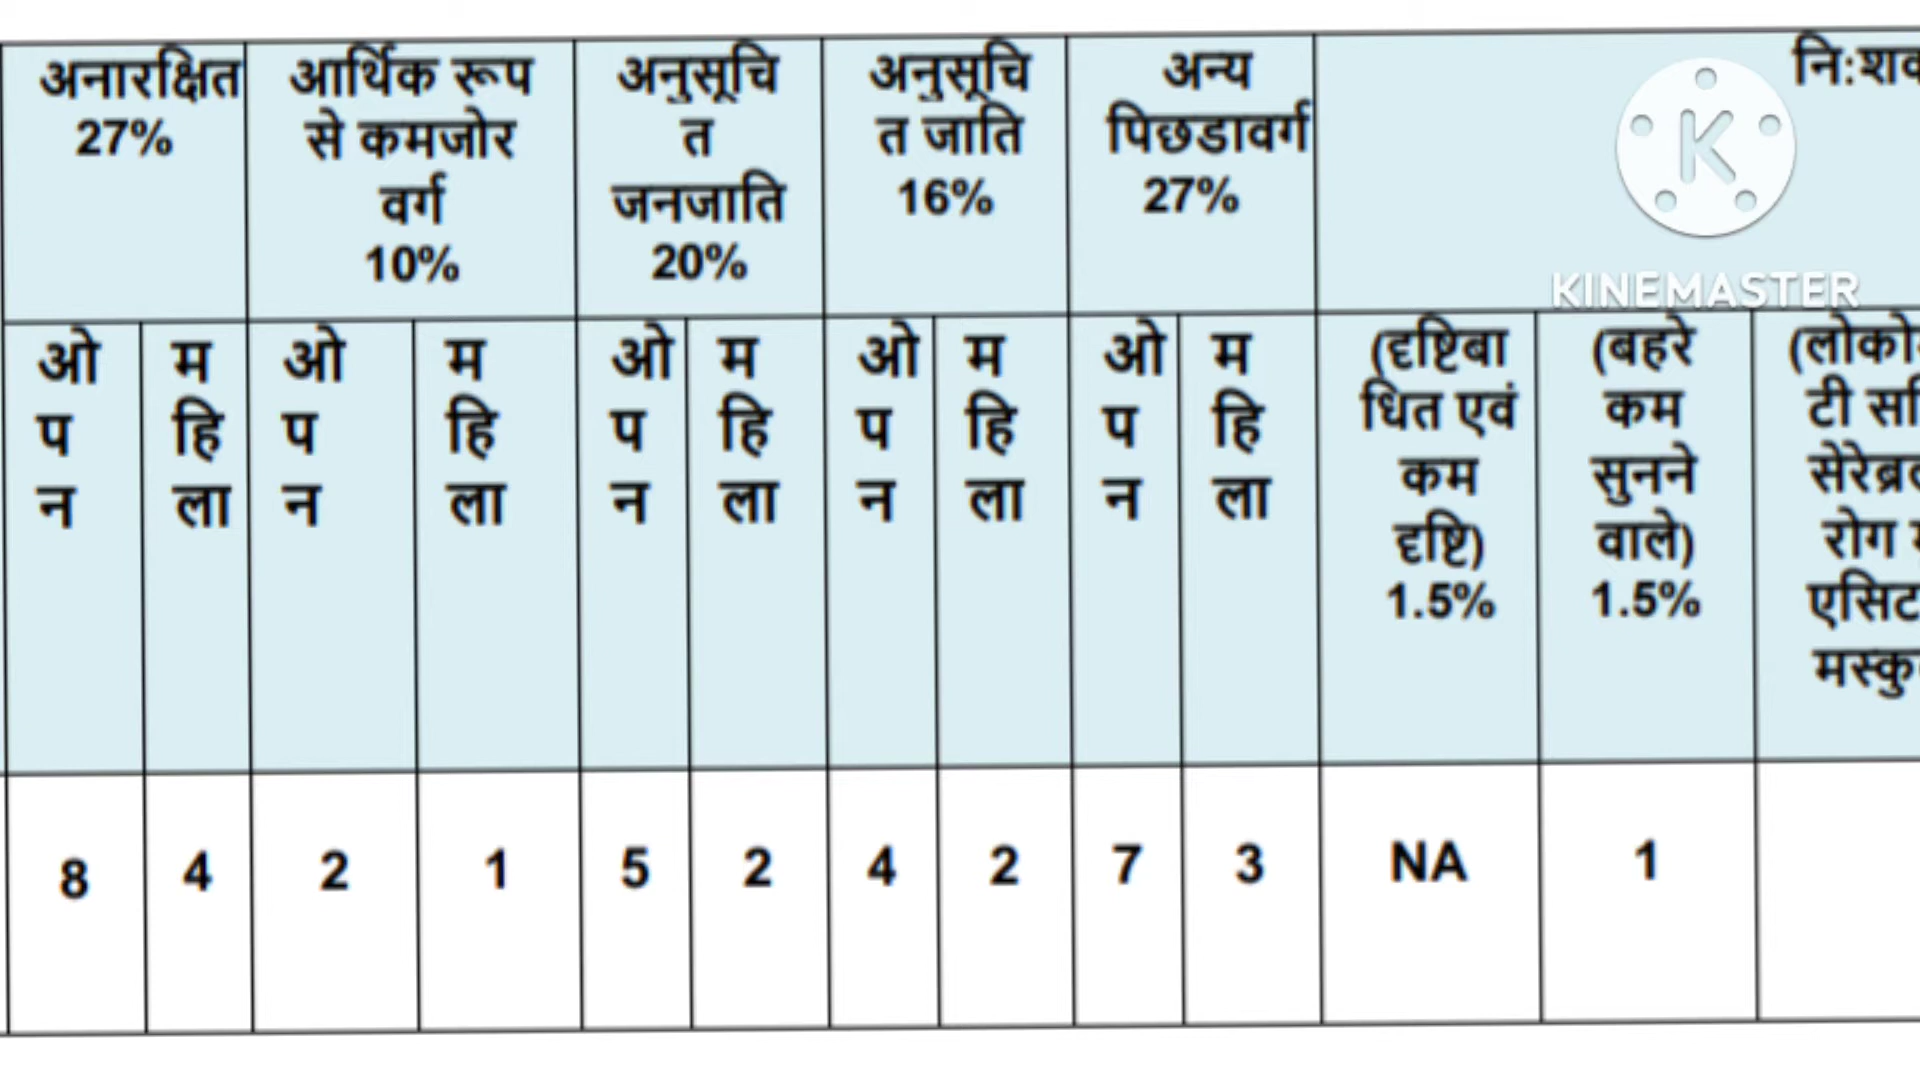 अनारक्षित
27%
आर्थिक रूप
से कमजोर
वर्ग
10%
अनुसूचि
त
जनजाति
20%
अनुसूचि
त जाति
16%
अन्य
पिछडावर्ग
27%
K
KINEMASTER
ओ
प
न
म
हि
ला
ओ
प
न
म
हि
ला
ओ
प
न
म
हि
ला
ओ
प
न
म
हि
ला
ओ
प
न
म
हि
ला
(दृष्टिबा
धित एवं
कम
दृष्टि)
1.5%
(बहरे
कम
सुनने
वाले)
1.5%
टी
रोग
8 4 2 1 5 2 4 2 7 3 NA 1